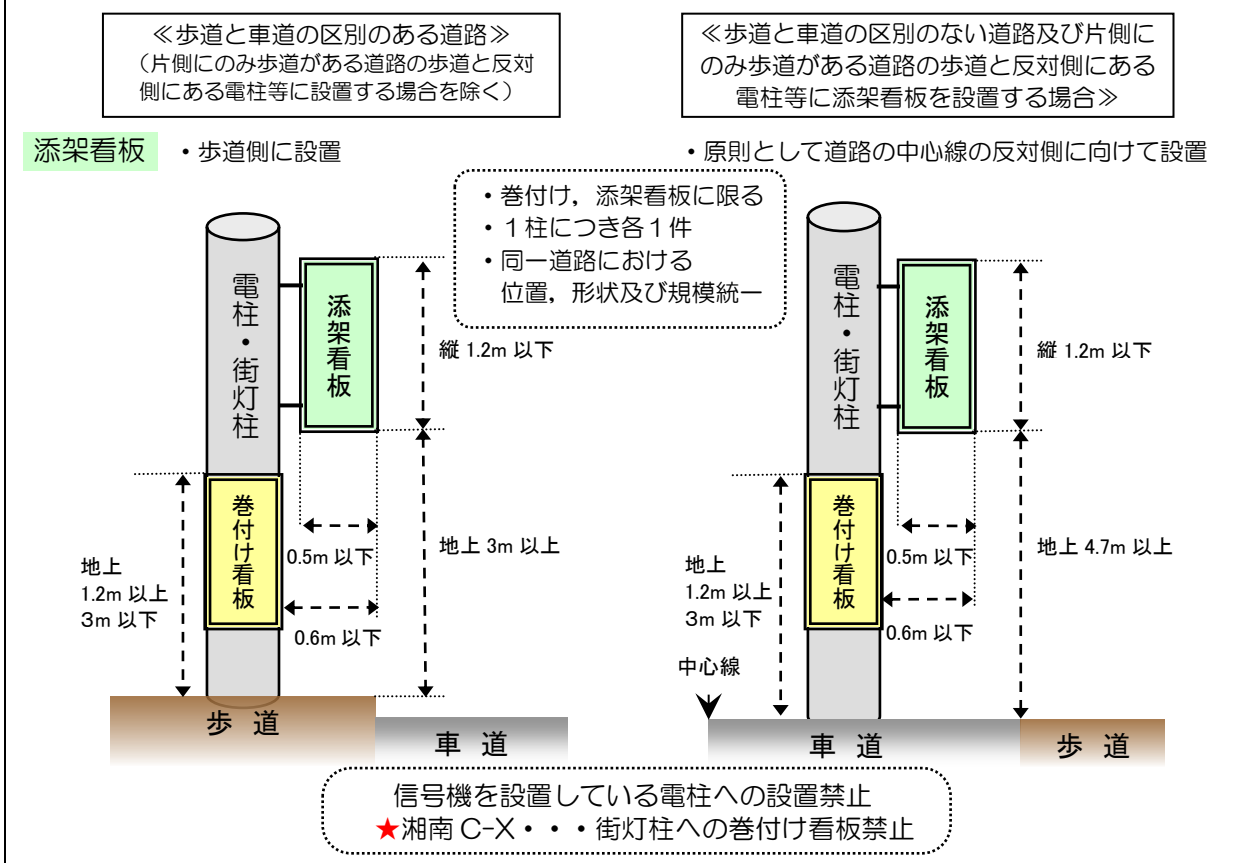 ≪歩道と車道の区別のある道路≫
（片側にのみ歩道がある道路の歩道と反対
側にある電柱等に設置する場合を除く）
≪歩道と車道の区別のない道路及び片側に
のみ歩道がある道路の歩道と反対側にある
電柱等に添架看板を設置する場合≫
添架看板
・歩道側に設置
・原則として道路の中心線の反対側に向けて設置
・巻付け，添架看板に限る
・１柱につき各１件
・同一道路における
位置，形状及び規模統一
電柱・街灯柱
添架看板
縦 1.2m 以下
巻付け看板
0.5m 以下
地上 3m 以上
地上
1.2m 以上
３m 以下
0.6m 以下
歩 道
車 道
電柱・街灯柱
添架看板
縦 1.2m 以下
巻付け看板
0.5m 以下
地上 4.7m 以上
地上
1.2m 以上
３m 以下
0.6m 以下
中心線
車 道
歩 道
信号機を設置している電柱への設置禁止
★湘南 C-X・・・街灯柱への巻付け看板禁止